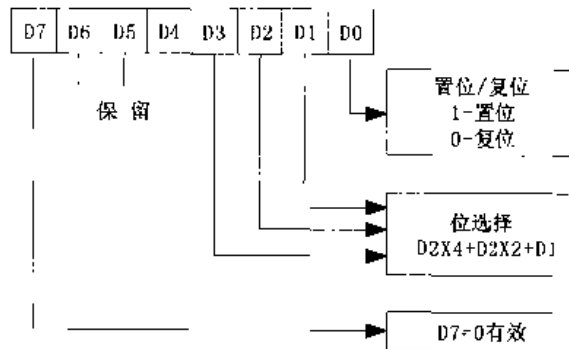 D7 D6 D5 D4 D3 D2 D1 D0
保 留
置位/复位
1-置位
0-复位
位选择
D2X4+D2X2+D1
D7=0有效